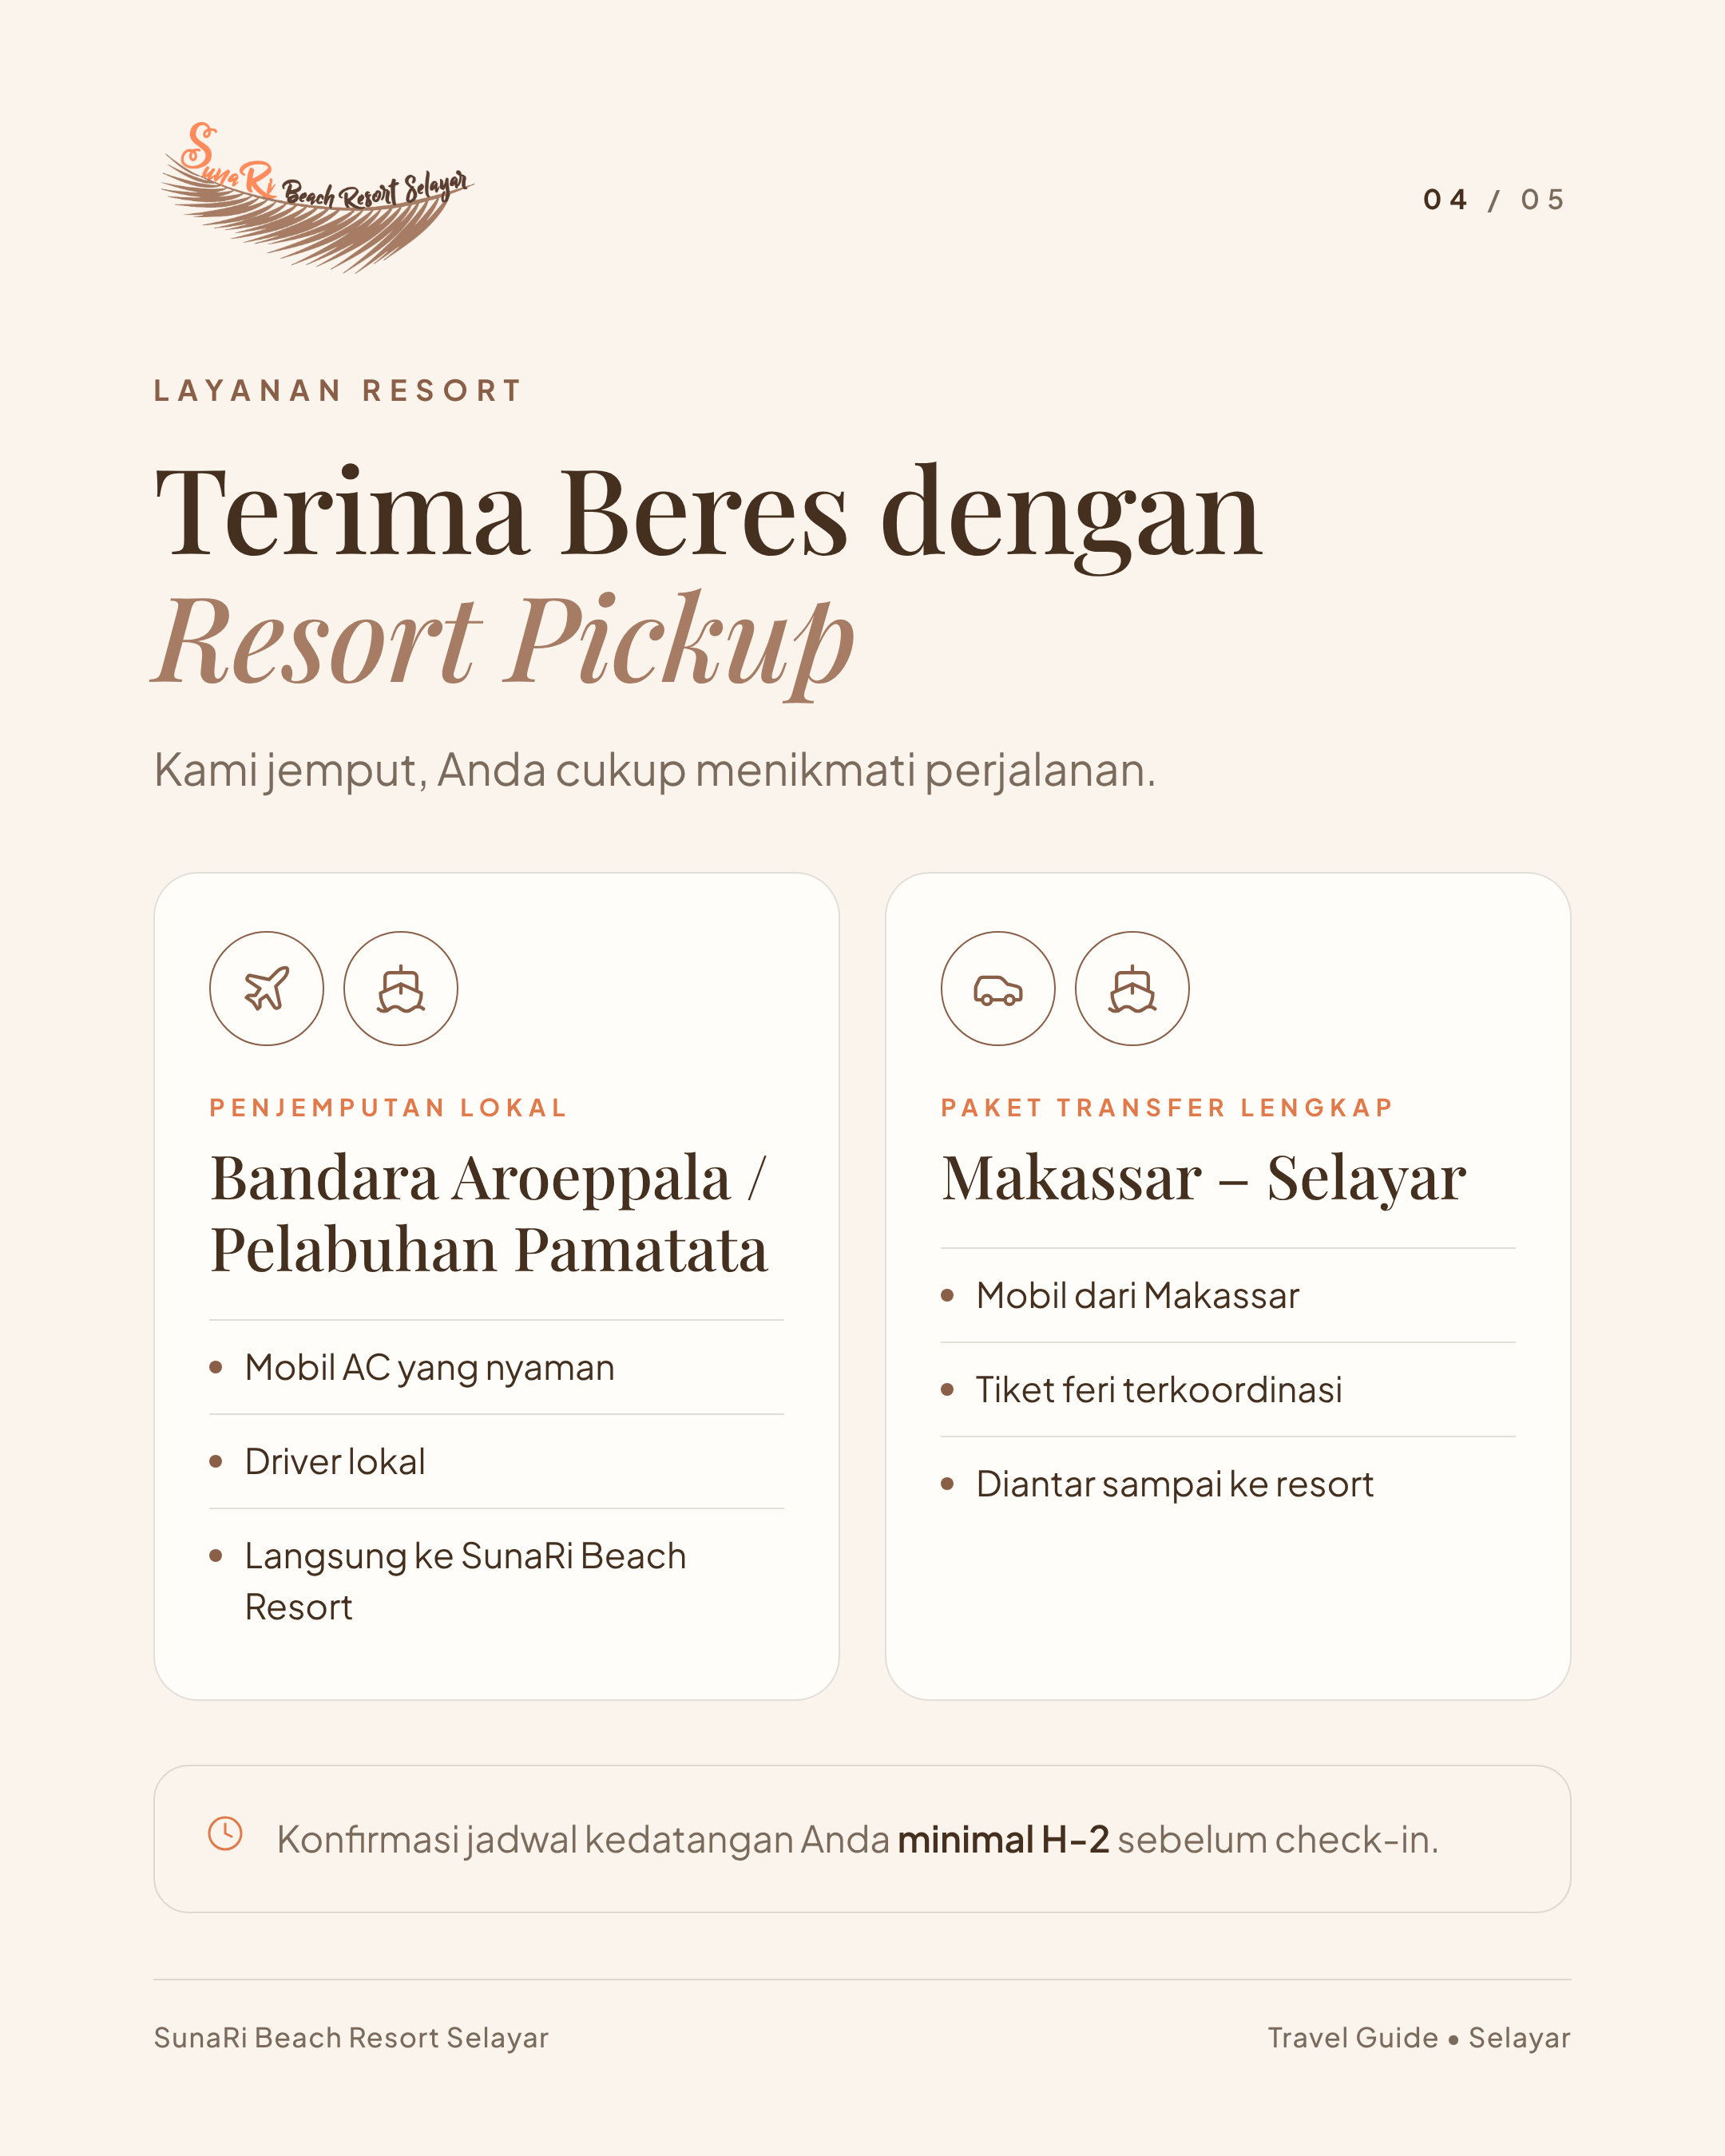 SunaRi Beach Resort Selayar
04 / 05
LAYANAN RESORT
Terima Beres dengan
Resort Pickup
Kami jemput, Anda cukup menikmati perjalanan.
PENJEMPUTAN LOKAL
Bandara Aroeppala /
Pelabuhan Pamatata
Mobil AC yang nyaman
Driver lokal
Langsung ke SunaRi Beach
Resort
PAKET TRANSFER LENGKAP
Makassar – Selayar
Mobil dari Makassar
Tiket feri terkoordinasi
Diantar sampai ke resort
Konfirmasi jadwal kedatangan Anda minimal H-2 sebelum check-in.
SunaRi Beach Resort Selayar
Travel Guide • Selayar